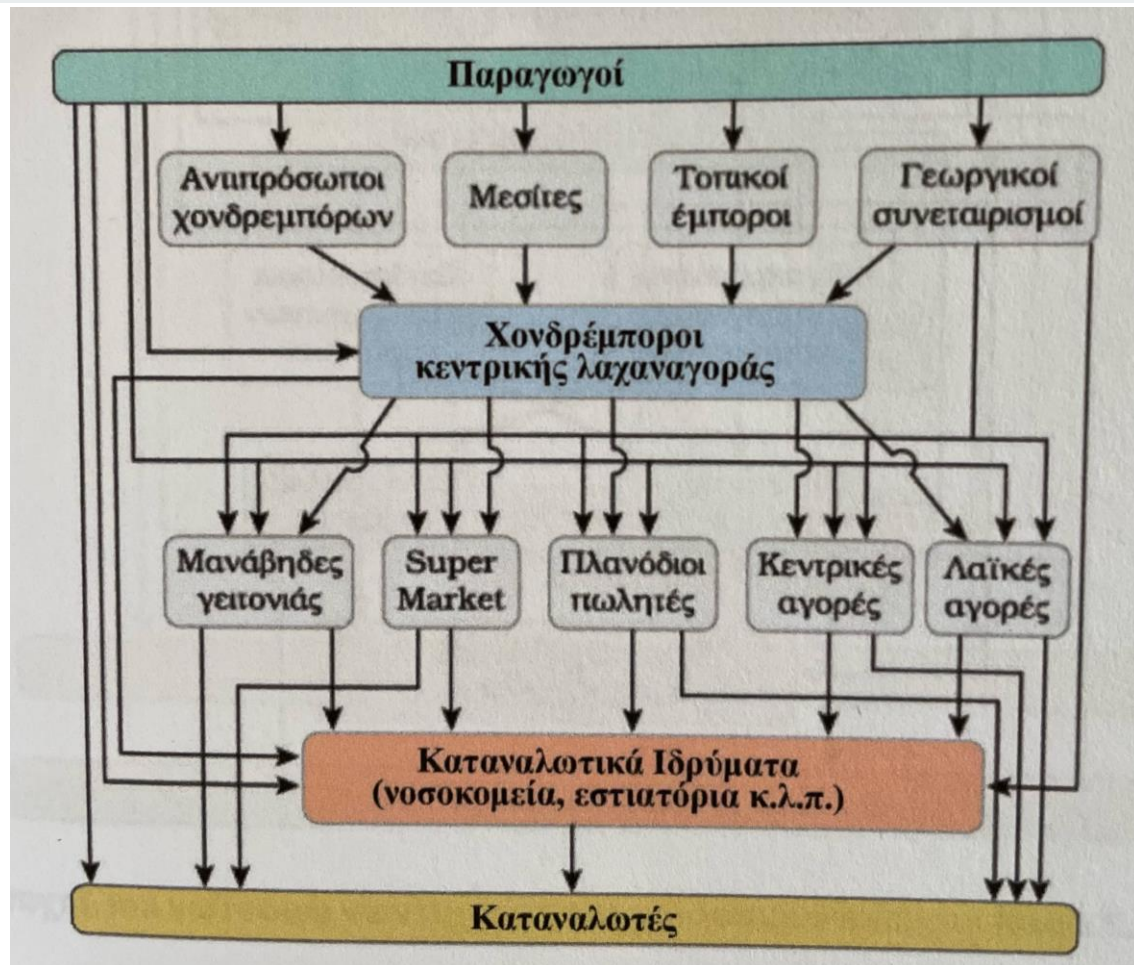 Παραγωγοί
Αντιπρόσωποι
χονδρεμπόρων
Μεσίτες
Τοπικοί
έμποροι
Γεωργικοί
συνεταιρισμοί
Χονδρέμποροι
κεντρικής λαχαναγοράς
Μανάβηδες
γειτονιάς
Super
Market
Πλανόδιοι
πωλητές
Κεντρικές
αγορές
Λαϊκές
αγορές
Καταναλωτικά Ιδρύματα
(νοσοκομεία, εστιατόρια κ.λ.π.)
Καταναλωτές